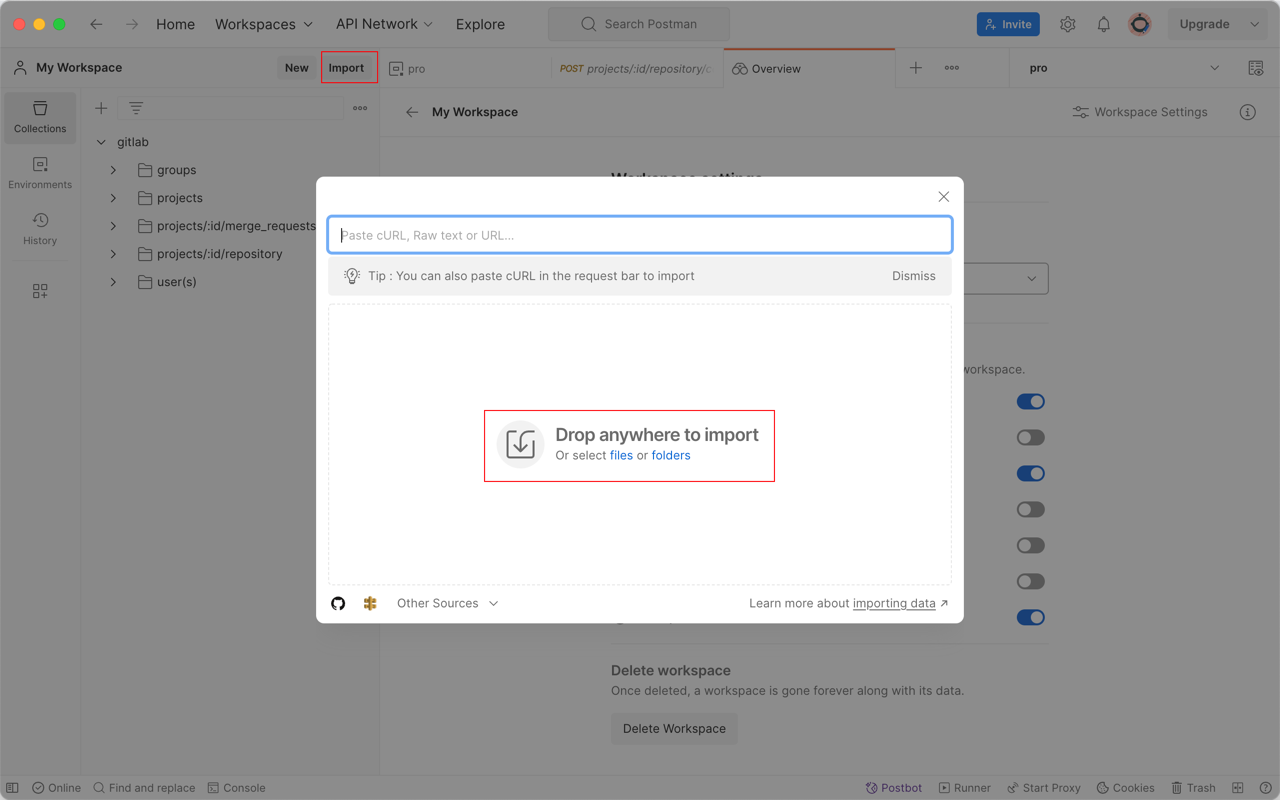 Home Workspaces API Network Explore Search Postman Invite Upgrade
My Workspace New Import pro POST projects/:id/repository/c Overview pro
Collections
Environments
History
gitlab
groups
projects
projects/:id/merge_requests
projects/:id/repository
user(s)
My Workspace Workspace Settings
Workspace settings
Paste cURL, Raw text or URL...
Tip : You can also paste cURL in the request bar to import Dismiss
workspace.
Drop anywhere to import
Or select files or folders
Other Sources Learn more about importing data
Delete workspace
Once deleted, a workspace is gone forever along with its data.
Delete Workspace
Online Find and replace Console Postbot Runner Start Proxy Cookies Trash